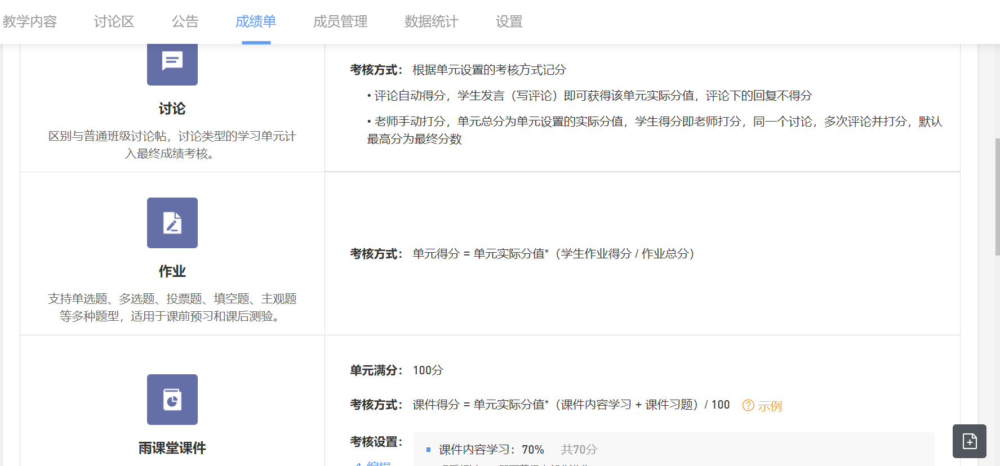 教学内容 讨论区 公告 成绩单 成员管理 数据统计 设置
讨论
区别与普通班级讨论帖，讨论类型的学习单元计
入最终成绩考核。
考核方式： 根据单元设置的考核方式记分
• 评论自动得分，学生发言（写评论）即可获得该单元实际分值，评论下的回复不得分
• 老师手动打分，单元总分为单元设置的实际分值，学生得分即老师打分，同一个讨论，多次评论并打分，默认
最高分为最终分数
作业
支持单选题、多选题、投票题、填空题、主观题
等多种题型，适用于课前预习和课后测验。
考核方式： 单元得分 = 单元实际分值*（学生作业得分 / 作业总分）
雨课堂课件
单元满分： 100分
考核方式： 课件得分 = 单元实际分值*（课件内容学习 + 课件习题）/ 100 ? 示例
考核设置：
编辑
课件内容学习：70% 共70分